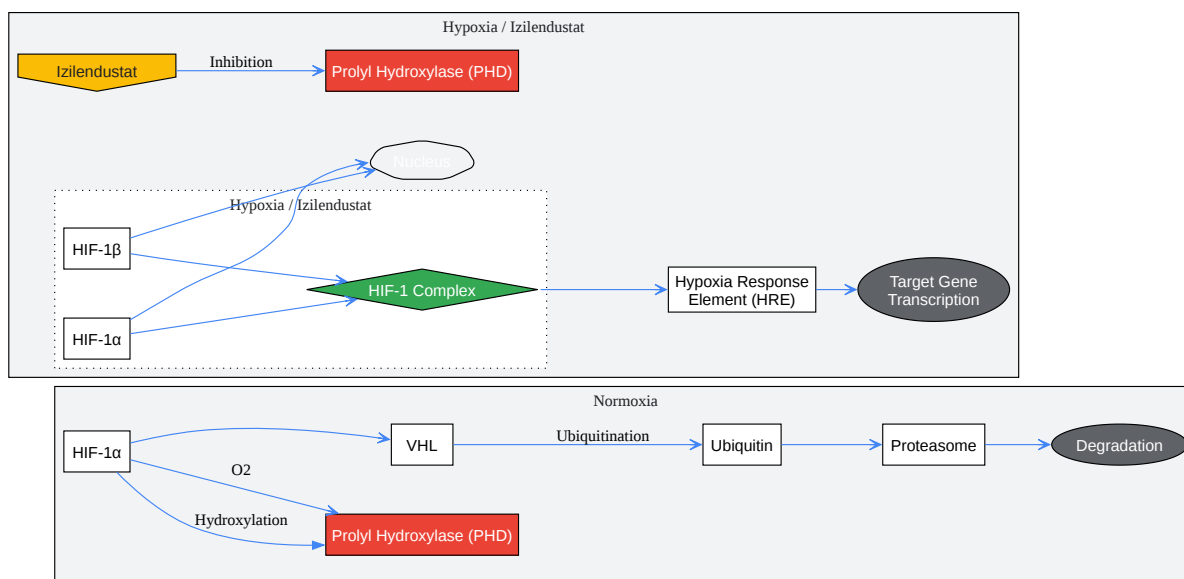 Hypoxia / Izilendustat
Izilendustat
Inhibition
Prolyl Hydroxylase (PHD)
Nucleus
Hypoxia / Izilendustat
HIF-1β
HIF-1 Complex
Hypoxia Response
Element (HRE)
Target Gene
Transcription
HIF-1α
Normoxia
HIF-1α
VHL
Ubiquitination
Ubiquitin
Proteasome
Degradation
O2
Hydroxylation
Prolyl Hydroxylase (PHD)